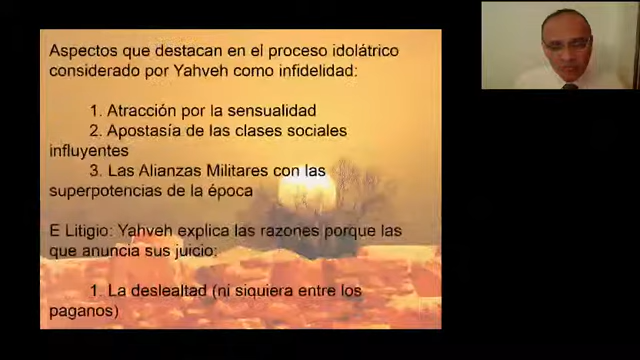 Aspectos que destacan en el proceso idolátrico
considerado por Yahveh como infidelidad:
1. Atracción por la sensualidad
2. Apostasía de las clases sociales
influyentes
3. Las Alianzas Militares con las
superpotencias de la época
E Litigio: Yahveh explica las razones porque las
que anuncia sus juicio:
1. La deslealtad (ni siquiera entre los
paganos)